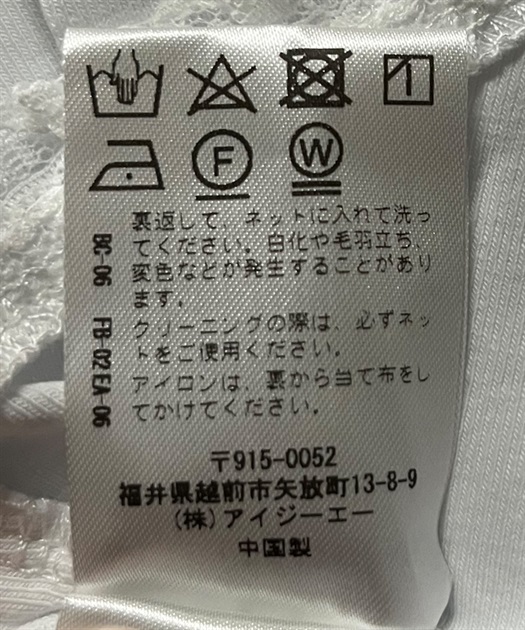 F W
裏返して、ネットに入れて洗っ
てください。白化や毛羽立ち、
変色などが発生することがあり
ます。
クリーニングの際は、必ずネッ
トをご使用ください。
アイロンは、裏から当て布をし
てかけてください。
BC-06 FB-02EA-06
〒915-0052
福井県越前市矢放町13-8-9
(株)アイジーエー
中国製